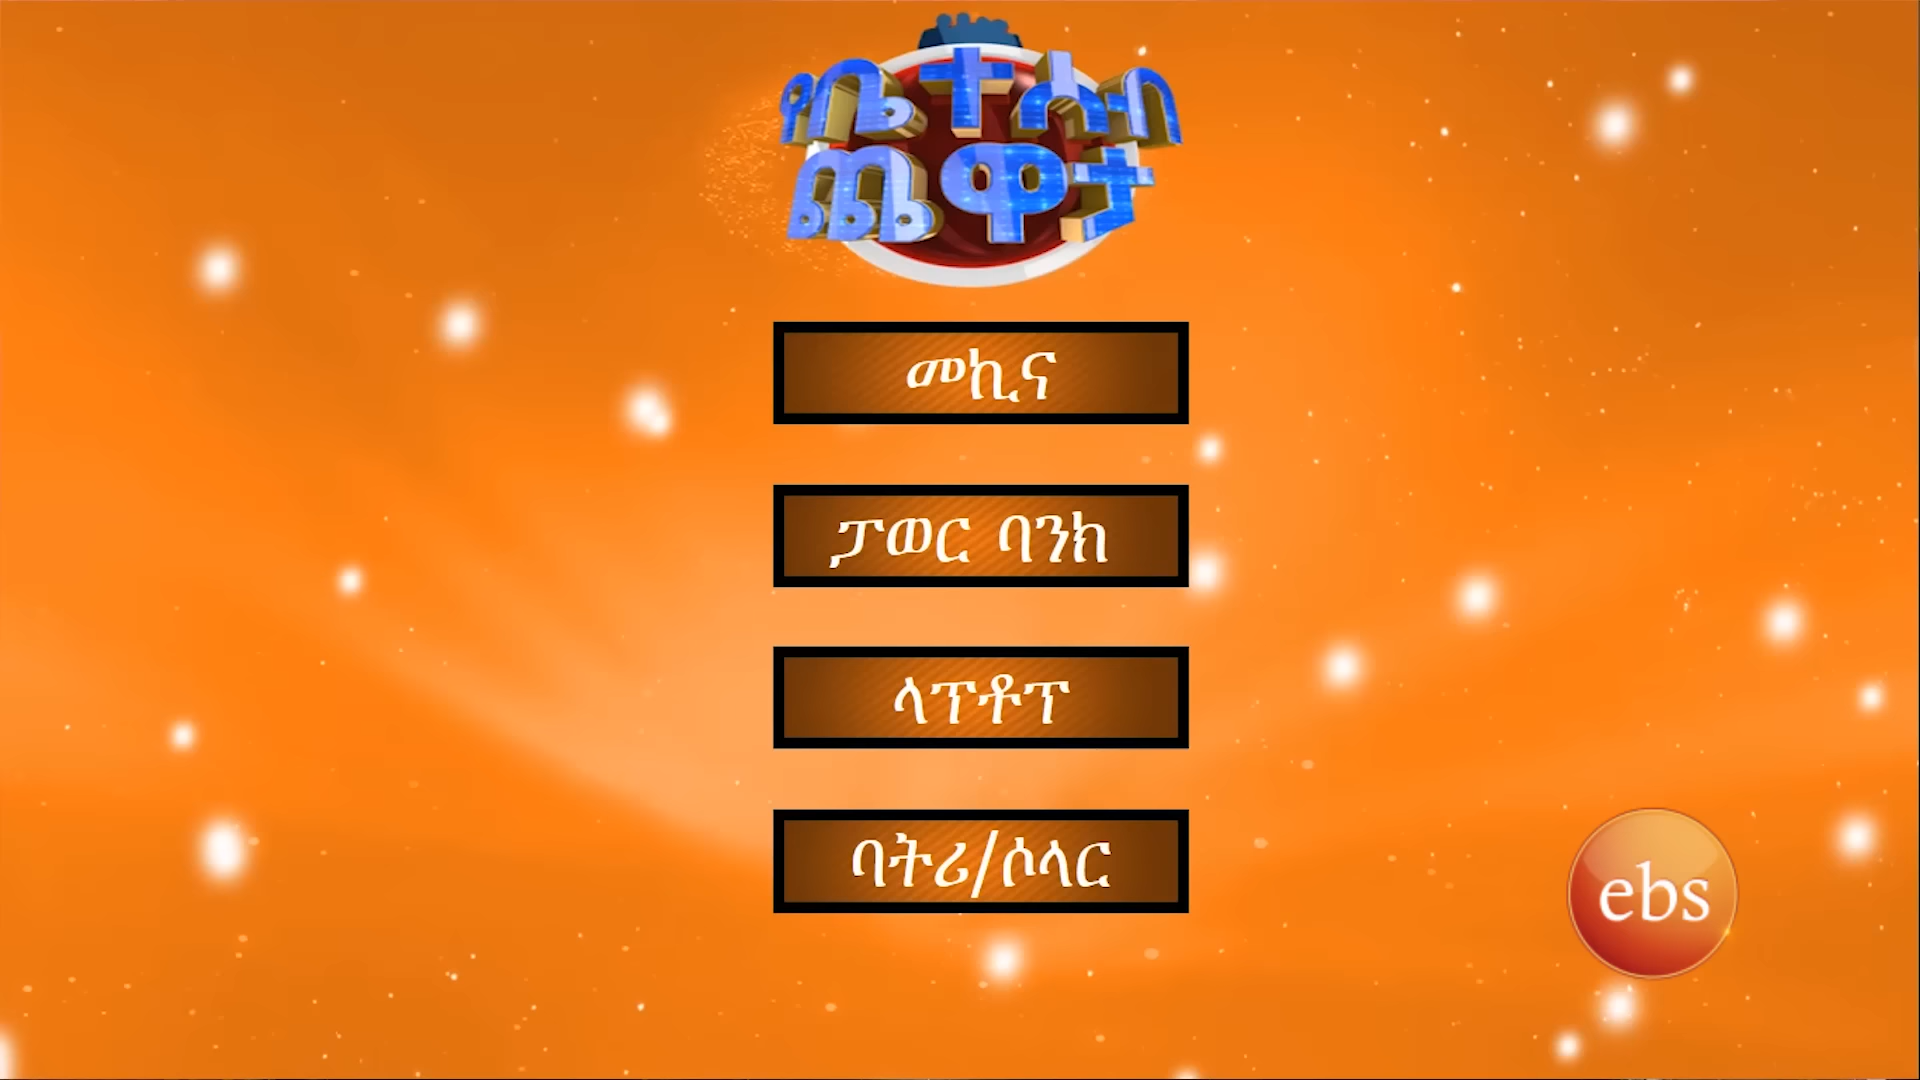 የቤተሰብ
ጨዋታ
መኪና
ፓወር ባንክ
ላፕቶፕ
ባትሪ/ሶላር
ebs